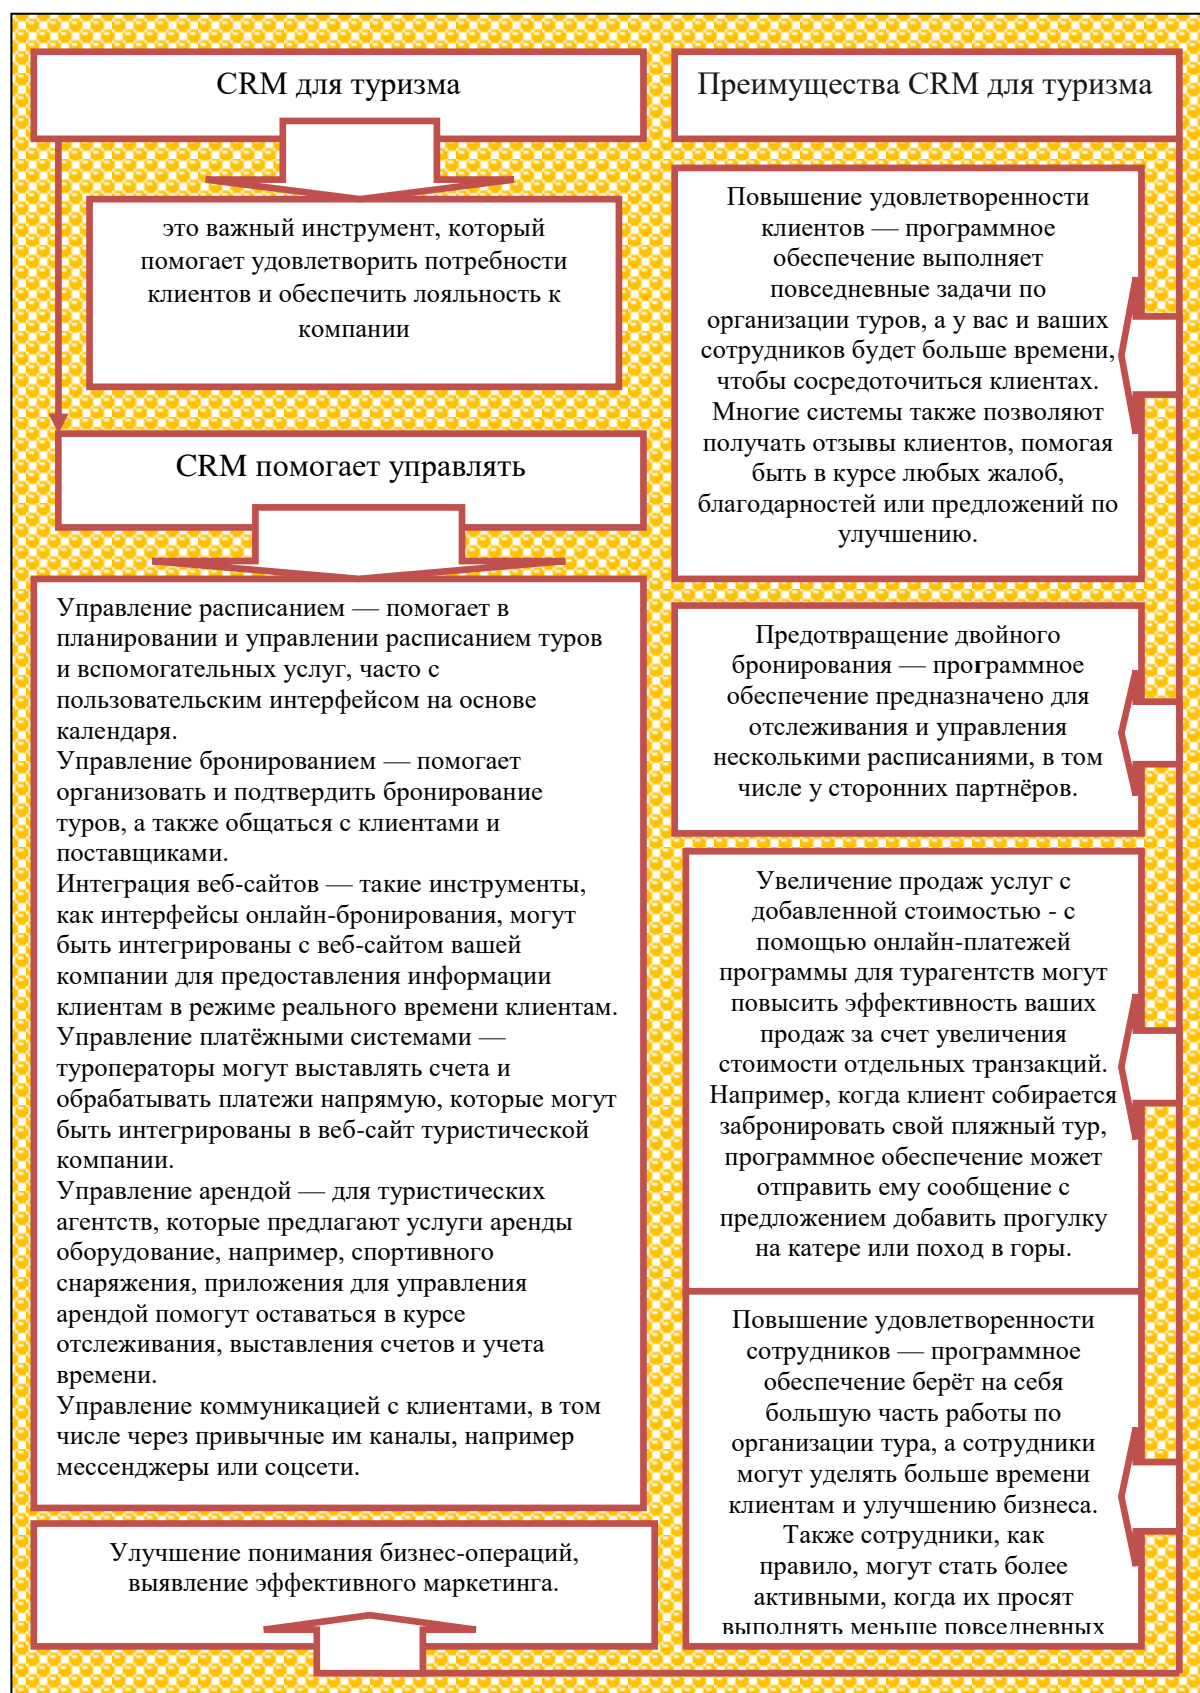 CRM для туризма
это важный инструмент, который
помогает удовлетворить потребности
клиентов и обеспечить лояльность к
компании
CRM помогает управлять
Управление расписанием — помогает в
планировании и управлении расписанием туров
и вспомогательных услуг, часто с
пользовательским интерфейсом на основе
календаря.
Управление бронированием — помогает
организовать и подтвердить бронирование
туров, а также общаться с клиентами и
поставщиками.
Интеграция веб-сайтов — такие инструменты,
как интерфейсы онлайн-бронирования, могут
быть интегрированы с веб-сайтом вашей
компании для предоставления информации
клиентам в режиме реального времени клиентам.
Управление платёжными системами —
туроператоры могут выставлять счета и
обрабатывать платежи напрямую, которые могут
быть интегрированы в веб-сайт туристической
компании.
Управление арендой — для туристических
агентств, которые предлагают услуги аренды
оборудование, например, спортивного
снаряжения, приложения для управления
арендой помогут оставаться в курсе
отслеживания, выставления счетов и учета
времени.
Управление коммуникацией с клиентами, в том
числе через привычные им каналы, например
мессенджеры или соцсети.
Преимущества CRM для туризма
Повышение удовлетворенности
клиентов — программное
обеспечение выполняет
повседневные задачи по
организации туров, а у вас и ваших
сотрудников будет больше времени,
чтобы сосредоточиться клиентах.
Многие системы также позволяют
получать отзывы клиентов, помогая
быть в курсе любых жалоб,
благодарностей или предложений по
улучшению.
Предотвращение двойного
бронирования — программное
обеспечение предназначено для
отслеживания и управления
несколькими расписаниями, в том
числе у сторонних партнёров.
Увеличение продаж услуг с
добавленной стоимостью - с
помощью онлайн-платежей
программы для турагентств могут
повысить эффективность ваших
продаж за счет увеличения
стоимости отдельных транзакций.
Например, когда клиент собирается
забронировать свой пляжный тур,
программное обеспечение может
отправить ему сообщение с
предложением добавить прогулку
на катере или поход в горы.
Повышение удовлетворенности
сотрудников — программное
обеспечение берёт на себя
большую часть работы по
организации тура, а сотрудники
могут уделять больше времени
клиентам и улучшению бизнеса.
Также сотрудники, как
правило, могут стать более
активными, когда их просят
выполнять меньше повседневных
Улучшение понимания бизнес-операций,
выявление эффективного маркетинга.